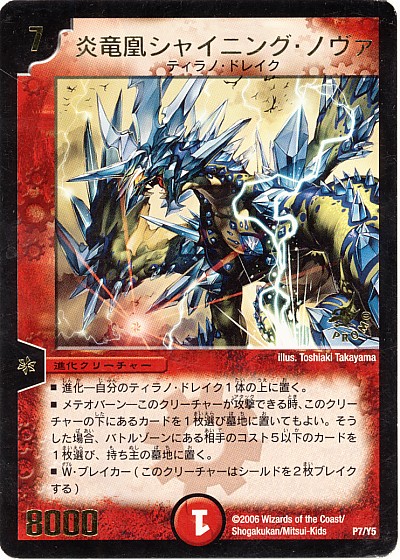 7
炎竜凰シャイニング・ノヴァ
ティラノ・ドレイク
PROMO
illus. Toshiaki Takayama
進化クリーチャー
■ 進化—自分のティラノ・ドレイク1体の上に置く。
■ メテオバーン—このクリーチャーが攻撃する時、このクリー
チャーの下にあるカードを1枚選び墓地に置いてもよい。そう
した場合、バトルゾーンにある相手のコスト5以下のカードを
1枚選び、持ち主の墓地に置く。
■ W・ブレイカー(このクリーチャーはシールドを2枚ブレイク
する)
8000
1
©2006 Wizards of the Coast/
Shogakukan/Mitsui-Kids
P7/Y5